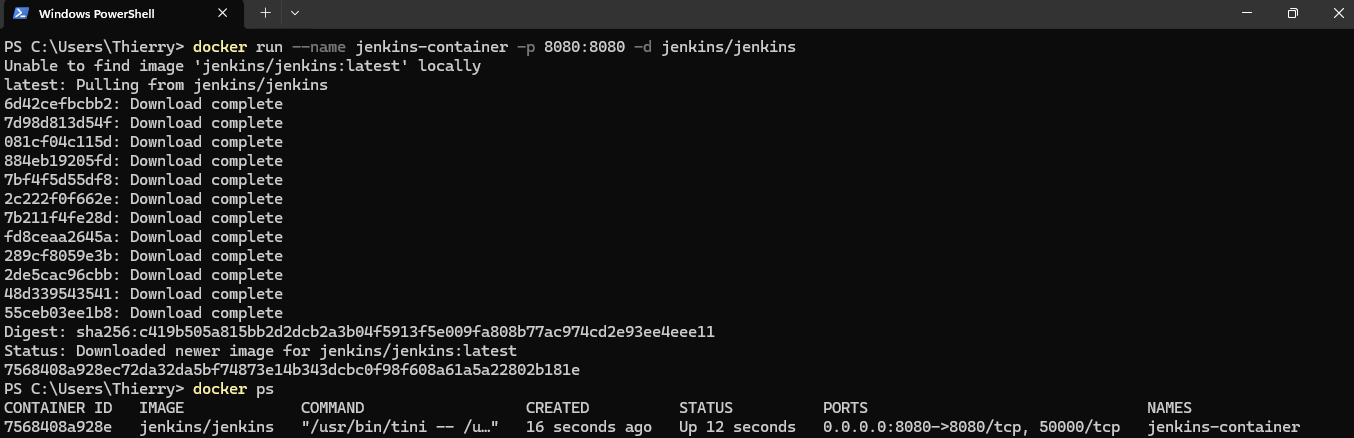 Windows PowerShell
PS C:\Users\Thierry> docker run --name jenkins-container -p 8080:8080 -d jenkins/jenkins
Unable to find image 'jenkins/jenkins:latest' locally
latest: Pulling from jenkins/jenkins
6d42cefbcbb2: Download complete
7d98d813d54f: Download complete
081cf04c115d: Download complete
884eb19205fd: Download complete
7bf4f5d55df8: Download complete
2c222f0f662e: Download complete
7b211f4fe28d: Download complete
fd8ceaa2645a: Download complete
289cf8059e3b: Download complete
2de5cac96cbb: Download complete
48d339543541: Download complete
55ceb03ee1b8: Download complete
Digest: sha256:c419b505a815bb2d2dcb2a3b04f5913f5e009fa808b77ac974cd2e93ee4eee11
Status: Downloaded newer image for jenkins/jenkins:latest
7568408a928ec72da32da5bf74873e14b343dcbc0f98f608a61a5a22802b181e
PS C:\Users\Thierry> docker ps
CONTAINER ID   IMAGE             COMMAND                  CREATED          STATUS          PORTS                               NAMES
7568408a928e   jenkins/jenkins   "/usr/bin/tini -- /u…"   16 seconds ago   Up 12 seconds   0.0.0.0:8080->8080/tcp, 50000/tcp   jenkins-container